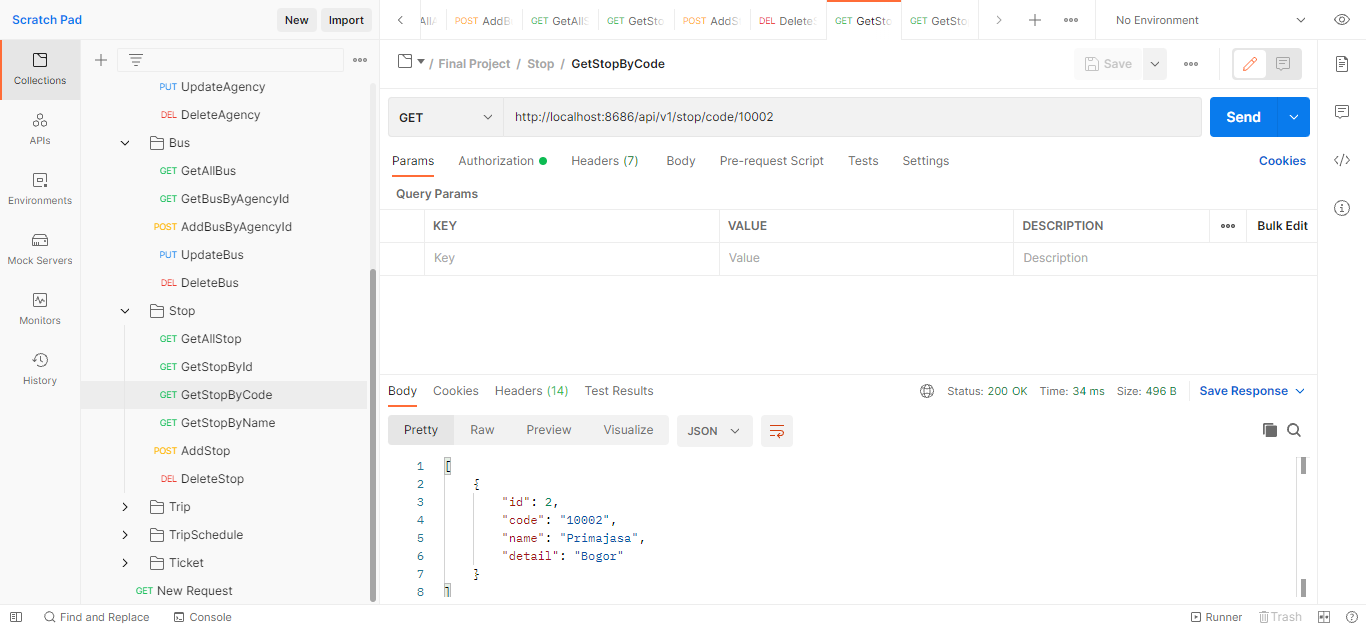 Scratch Pad
New
Import
POST AddB
GET GetAllS
GET GetSto
POST AddS
DEL Delete
GET GetSto
GET GetSto
No Environment
Collections
APIs
Environments
Mock Servers
Monitors
History
PUT UpdateAgency
DEL DeleteAgency
Bus
GET GetAllBus
GET GetBusByAgencyId
POST AddBusByAgencyId
PUT UpdateBus
DEL DeleteBus
Stop
GET GetAllStop
GET GetStopById
GET GetStopByCode
GET GetStopByName
POST AddStop
DEL DeleteStop
Trip
TripSchedule
Ticket
GET New Request
/ Final Project / Stop / GetStopByCode
Save
GET
http://localhost:8686/api/v1/stop/code/10002
Send
Params Authorization Headers (7) Body Pre-request Script Tests Settings Cookies
Query Params
KEY VALUE DESCRIPTION Bulk Edit
Key Value Description
Body Cookies Headers (14) Test Results Status: 200 OK Time: 34 ms Size: 496 B Save Response
Pretty Raw Preview Visualize JSON
1 [
2 {
3 "id": 2,
4 "code": "10002",
5 "name": "Primajasa",
6 "detail": "Bogor"
7 }
8 ]
Find and Replace Console Runner Trash